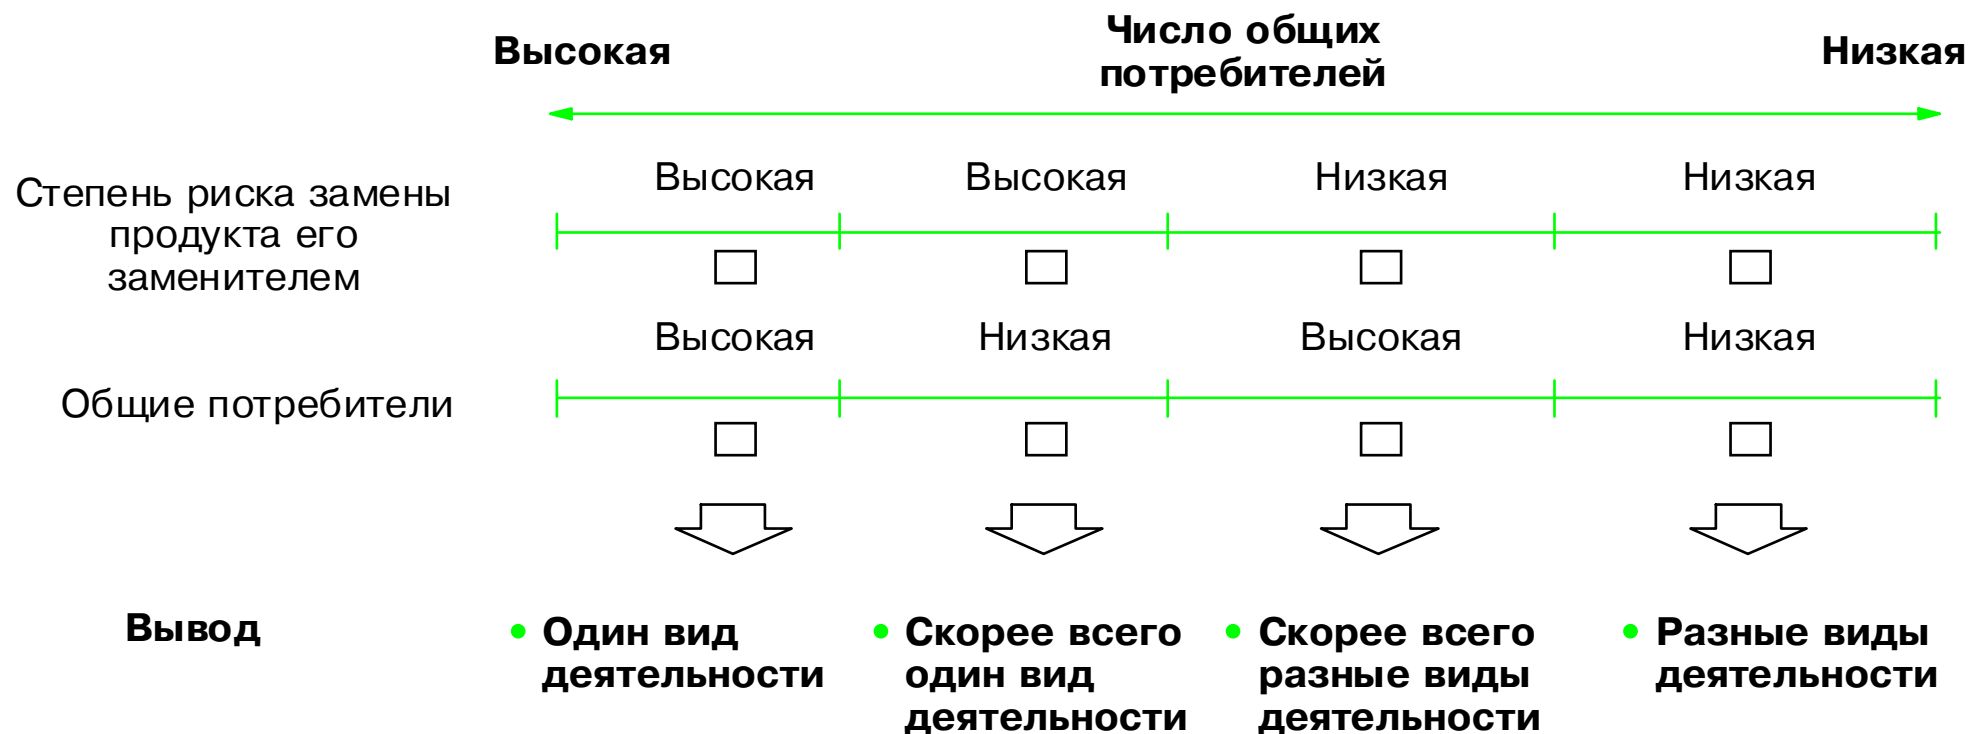 Высокая
Число общих
потребителей
Низкая
Степень риска замены
продукта его
заменителем
Высокая
Высокая
Низкая
Низкая
Общие потребители
Высокая
Низкая
Высокая
Низкая
Вывод
• Один вид
деятельности
• Скорее всего
один вид
деятельности
• Скорее всего
разные виды
деятельности
• Разные виды
деятельности